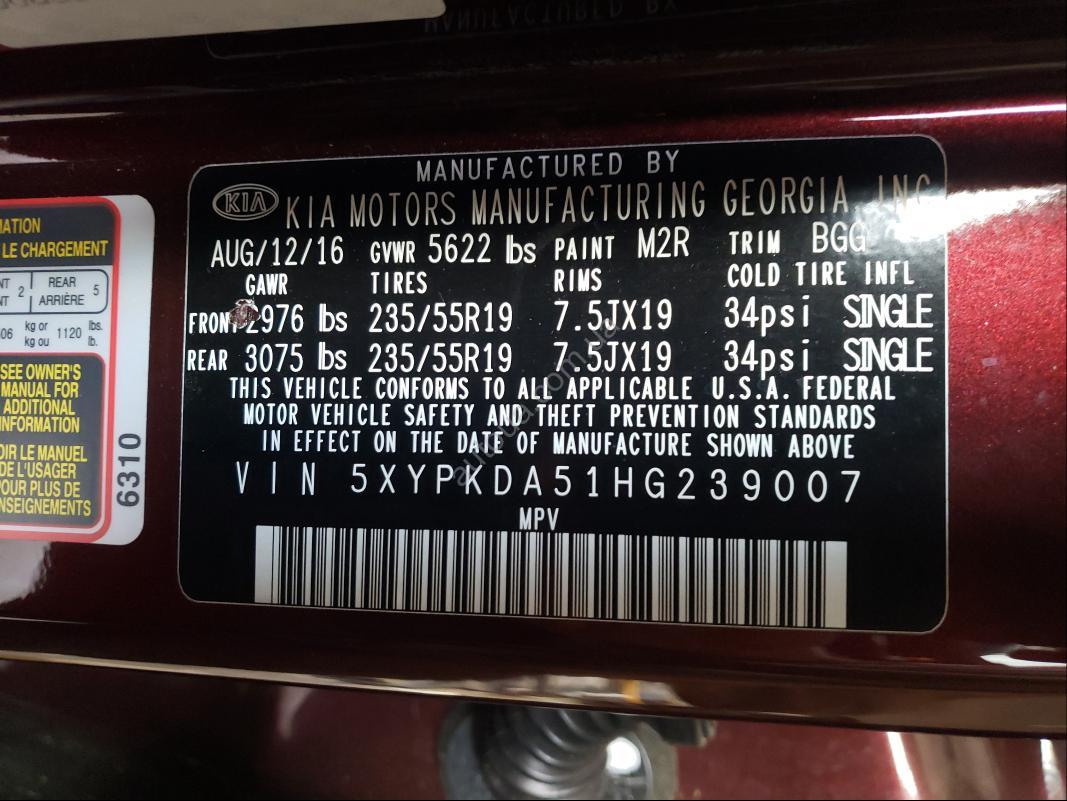 MANUFACTURED BY
KIA KIA MOTORS MANUFACTURING GEORGIA, INC
AUG/12/16 GVWR 5622 lbs PAINT M2R TRIM BGG
GAWR TIRES RIMS COLD TIRE INFL
FRONT 2976 lbs 235/55R19 7.5JX19 34psi SINGLE
REAR 3075 lbs 235/55R19 7.5JX19 34psi SINGLE
THIS VEHICLE CONFORMS TO ALL APPLICABLE U.S.A. FEDERAL
MOTOR VEHICLE SAFETY AND THEFT PREVENTION STANDARDS
IN EFFECT ON THE DATE OF MANUFACTURE SHOWN ABOVE
VIN 5XYPKDA51HG239007
MPV
LE CHARGEMENT
2 REAR 5
ARRIÈRE
kg or 1120 lbs.
kg ou lb.
SEE OWNER'S
MANUAL FOR
ADDITIONAL
INFORMATION
LE MANUEL
DE L'USAGER
POUR PLUS DE
6310